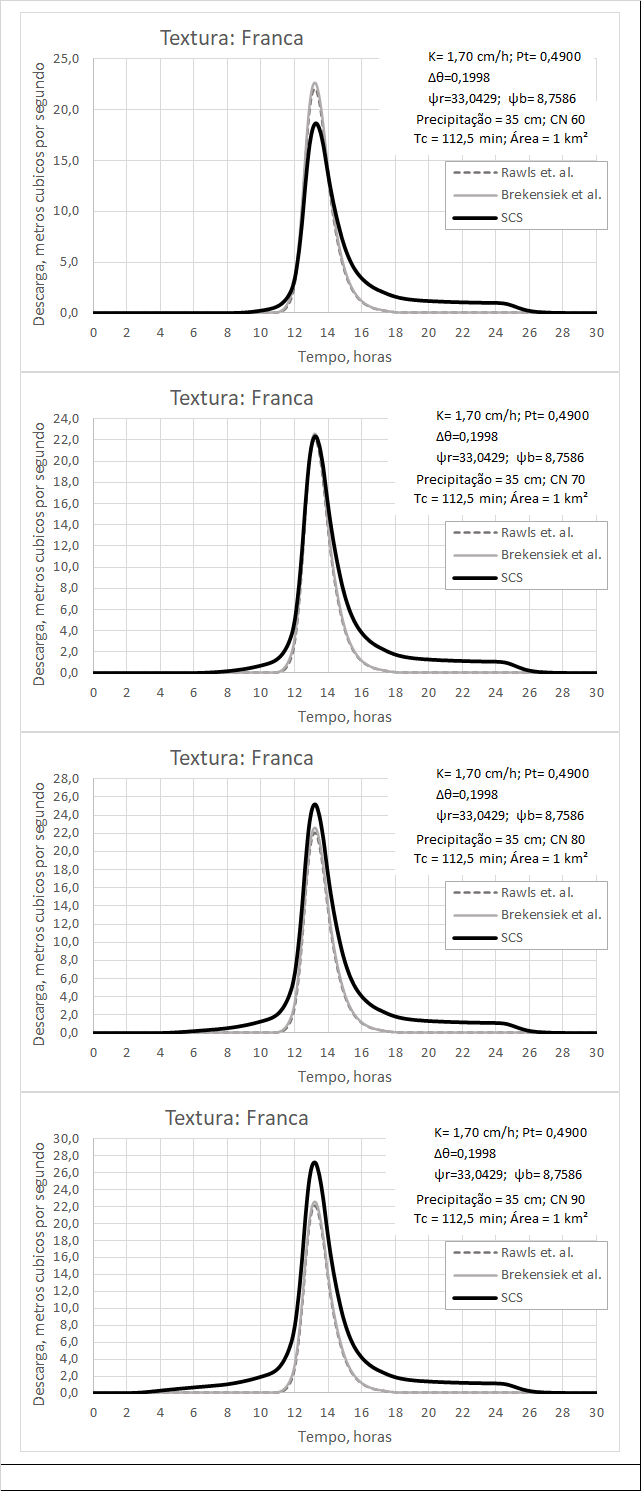 Textura: Franca
K= 1,70 cm/h; Pt= 0,4900
Δθ=0,1998
ψr=33,0429; ψb= 8,7586
Precipitação = 35 cm; CN 60
Tc = 112,5 min; Área = 1 km²
Rawls et. al.
Brekensiek et al.
SCS
Descarga, metros cubicos por segundo
25,0
20,0
15,0
10,0
5,0
0,0
0 2 4 6 8 10 12 14 16 18 20 22 24 26 28 30
Tempo, horas
Textura: Franca
K= 1,70 cm/h; Pt= 0,4900
Δθ=0,1998
ψr=33,0429; ψb= 8,7586
Precipitação = 35 cm; CN 70
Tc = 112,5 min; Área = 1 km²
Rawls et. al.
Brekensiek et al.
SCS
Descarga, metros cubicos por segundo
24,0
22,0
20,0
18,0
16,0
14,0
12,0
10,0
8,0
6,0
4,0
2,0
0,0
0 2 4 6 8 10 12 14 16 18 20 22 24 26 28 30
Tempo, horas
Textura: Franca
K= 1,70 cm/h; Pt= 0,4900
Δθ=0,1998
ψr=33,0429; ψb= 8,7586
Precipitação = 35 cm; CN 80
Tc = 112,5 min; Área = 1 km²
Rawls et. al.
Brekensiek et al.
SCS
Descarga, metros cubicos por segundo
28,0
26,0
24,0
22,0
20,0
18,0
16,0
14,0
12,0
10,0
8,0
6,0
4,0
2,0
0,0
0 2 4 6 8 10 12 14 16 18 20 22 24 26 28 30
Tempo, horas
Textura: Franca
K= 1,70 cm/h; Pt= 0,4900
Δθ=0,1998
ψr=33,0429; ψb= 8,7586
Precipitação = 35 cm; CN 90
Tc = 112,5 min; Área = 1 km²
Rawls et. al.
Brekensiek et al.
SCS
Descarga, metros cubicos por segundo
30,0
28,0
26,0
24,0
22,0
20,0
18,0
16,0
14,0
12,0
10,0
8,0
6,0
4,0
2,0
0,0
0 2 4 6 8 10 12 14 16 18 20 22 24 26 28 30
Tempo, horas